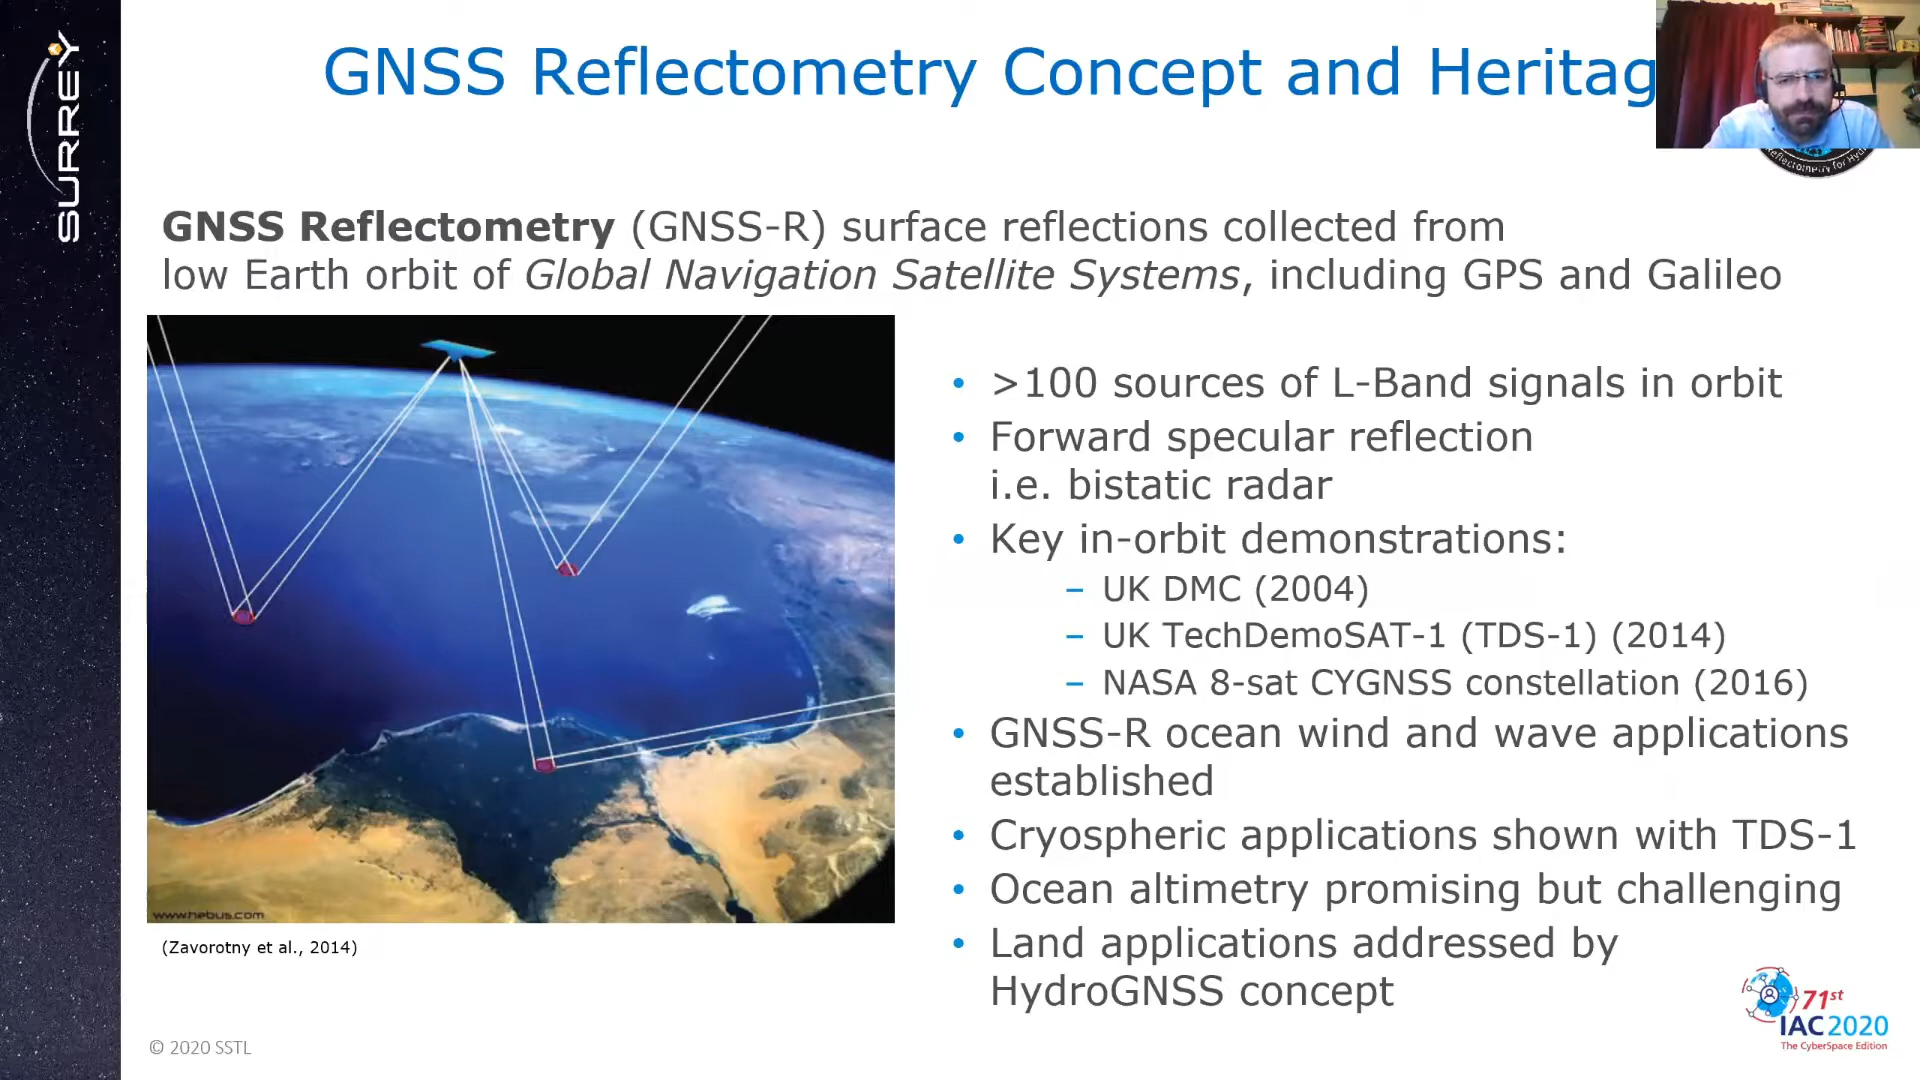 SURREY
GNSS Reflectometry Concept and Heritag
Reflectometry for Hyd
GNSS Reflectometry (GNSS-R) surface reflections collected from
low Earth orbit of Global Navigation Satellite Systems, including GPS and Galileo
• >100 sources of L-Band signals in orbit
• Forward specular reflection
i.e. bistatic radar
• Key in-orbit demonstrations:
– UK DMC (2004)
– UK TechDemoSAT-1 (TDS-1) (2014)
– NASA 8-sat CYGNSS constellation (2016)
• GNSS-R ocean wind and wave applications
established
• Cryospheric applications shown with TDS-1
• Ocean altimetry promising but challenging
• Land applications addressed by
HydroGNSS concept
www.hebus.com
(Zavorotny et al., 2014)
71st
IAC2020
The CyberSpace Edition
© 2020 SSTL